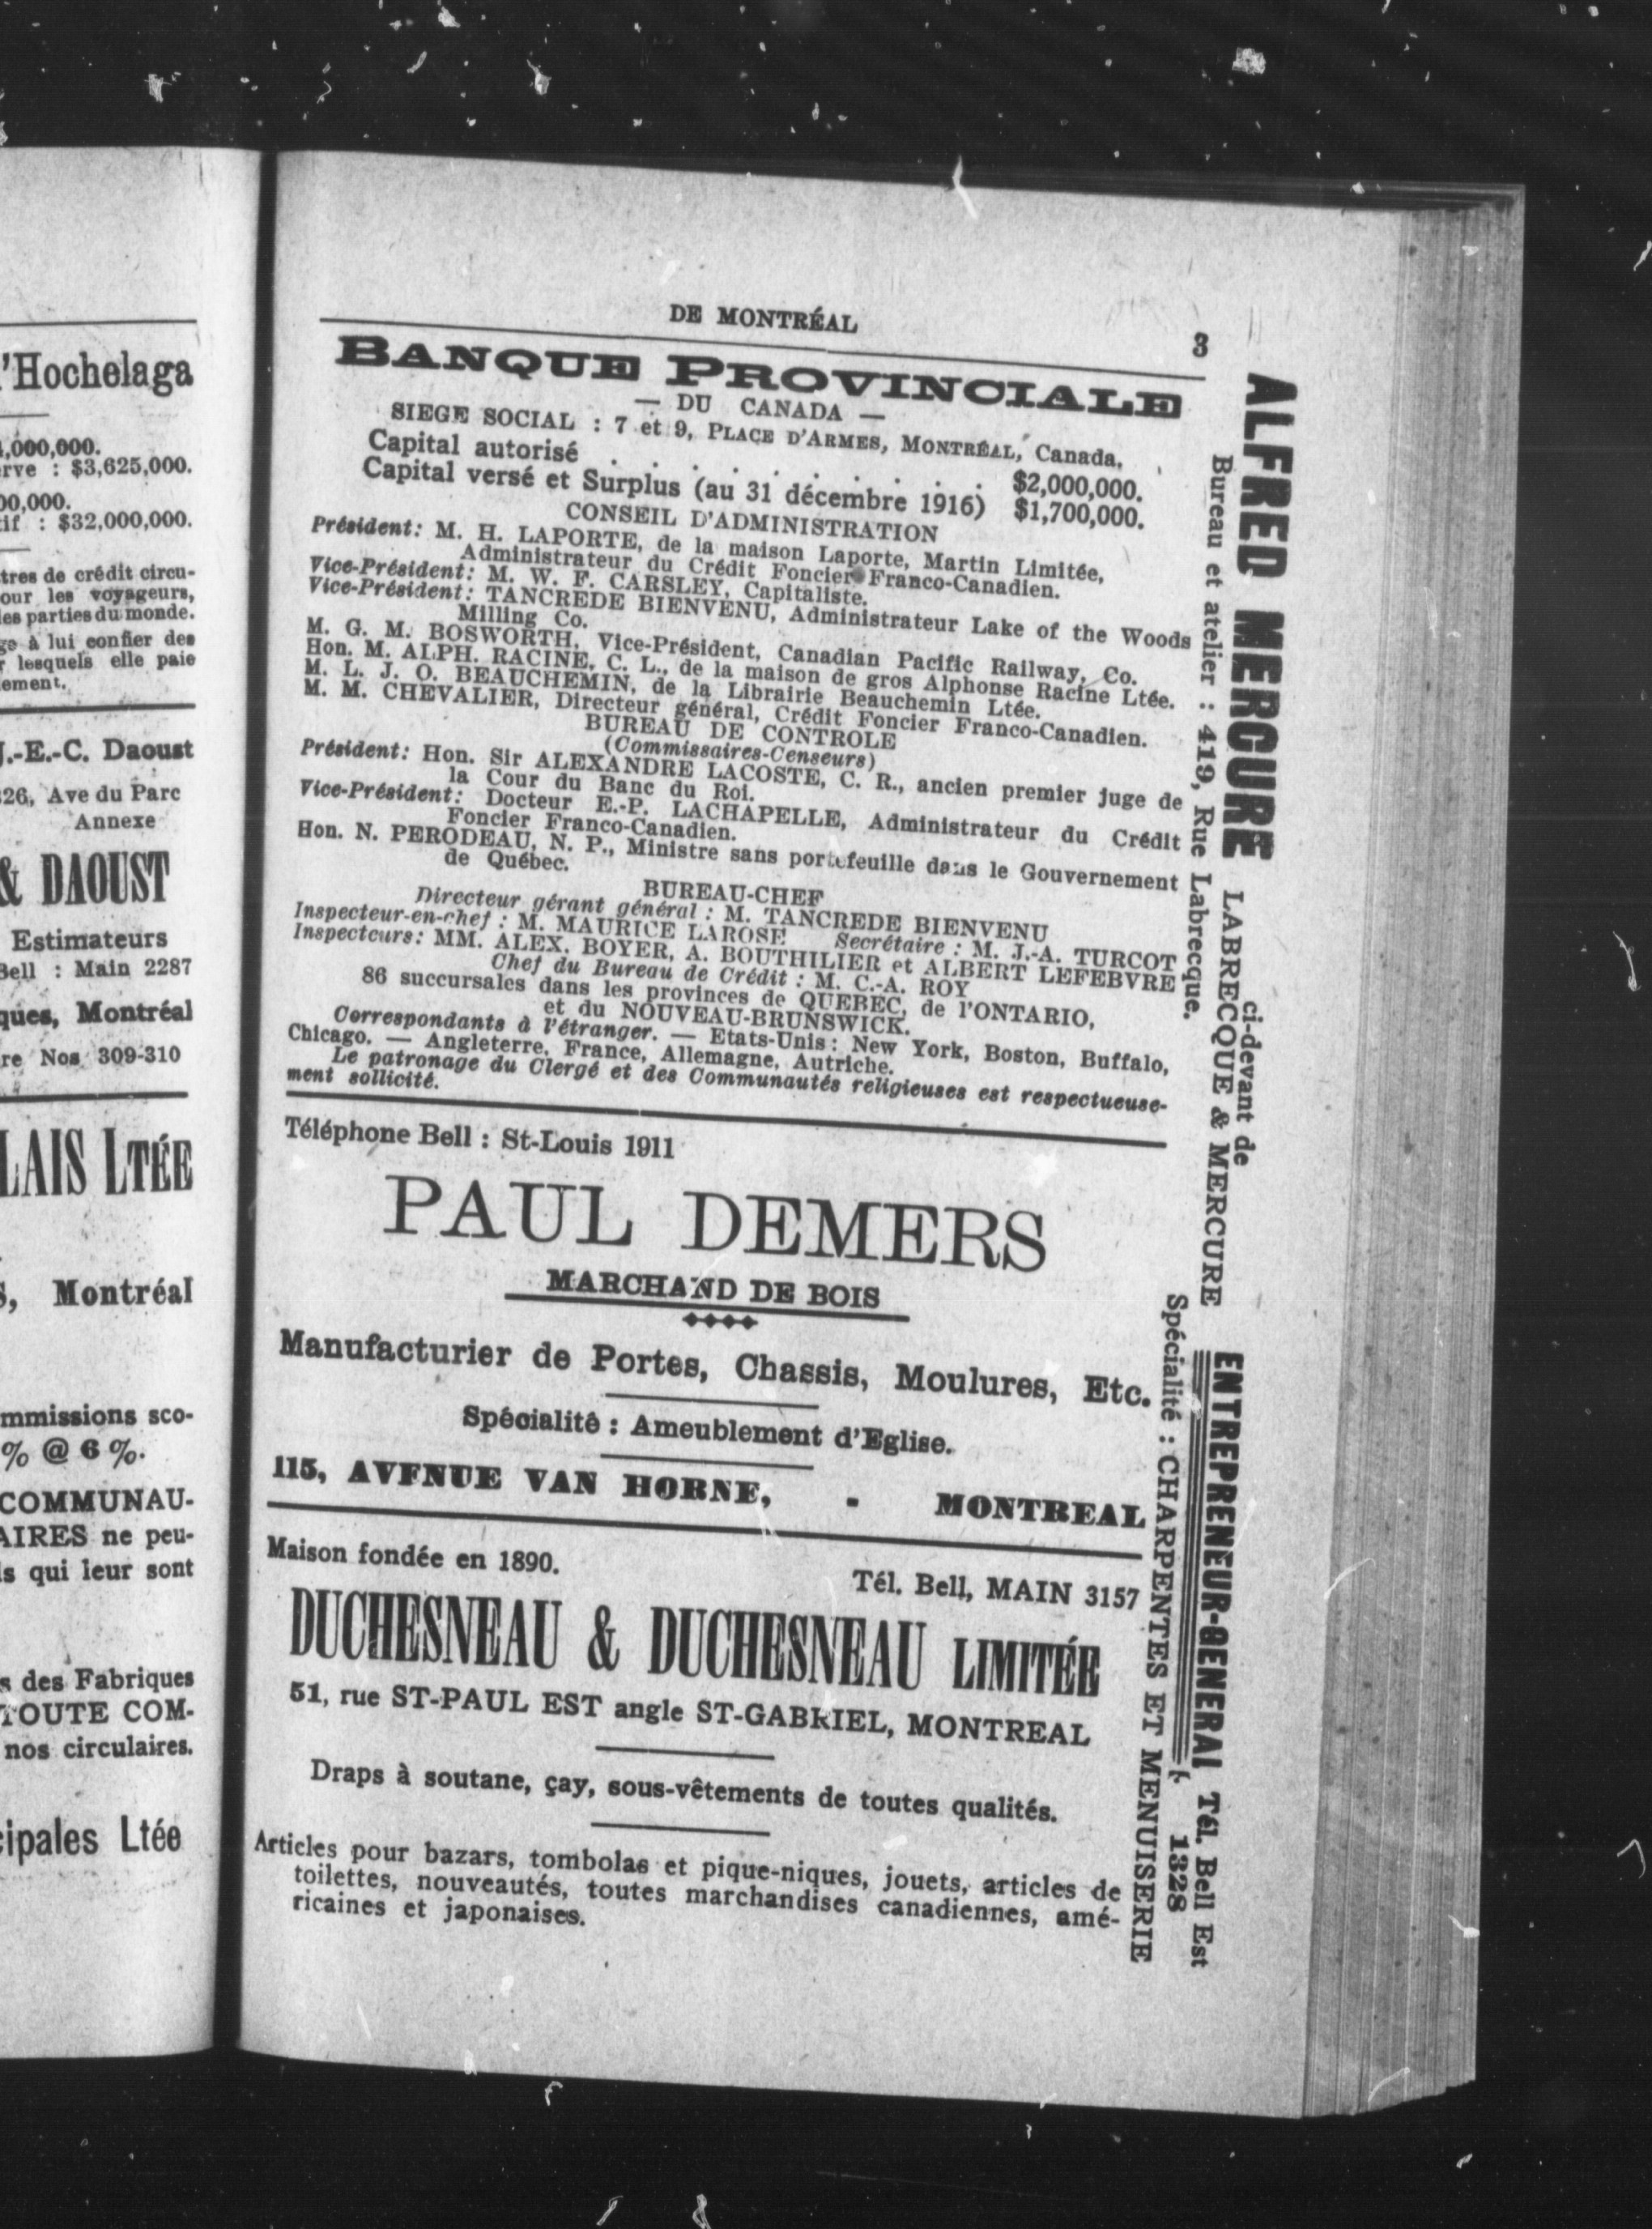 'Hochelaga
,000,000.
rve : $3,625,000.
00,000.
tif : $32,000,000.
tres de crédit circu-
our les voyageurs,
les parties du monde.
ge à lui confier des
r lesquels elle paie
ement.
J.-E.-C. Daoust
26, Ave du Parc
Annexe
& DAOUST
Estimateurs
Bell : Main 2287
ques, Montréal
re Nos 309-310
LAIS LTÉE
S, Montréal
mmissions sco-
% @ 6 %.
COMMUNAU-
AIRES ne peu-
ls qui leur sont
s des Fabriques
TOUTE COM-
nos circulaires.
cipales Ltée
DE MONTRÉAL
3
BANQUE PROVINCIALE
— DU CANADA —
SIEGE SOCIAL : 7 et 9, PLACE D'ARMES, MONTRÉAL, Canada.
Capital autorisé . . . . . . . . . . $2,000,000.
Capital versé et Surplus (au 31 décembre 1916) $1,700,000.
CONSEIL D'ADMINISTRATION
Président: M. H. LAPORTE, de la maison Laporte, Martin Limitée,
Administrateur du Crédit Foncier Franco-Canadien.
Vice-Président: M. W. F. CARSLEY, Capitaliste.
Vice-Président: TANCREDE BIENVENU, Administrateur Lake of the Woods
Milling Co.
M. G. M. BOSWORTH, Vice-Président, Canadian Pacific Railway, Co.
Hon. M. ALPH. RACINE, C. L., de la maison de gros Alphonse Racine Ltée.
M. L. J. O. BEAUCHEMIN, de la Librairie Beauchemin Ltée.
M. M. CHEVALIER, Directeur général, Crédit Foncier Franco-Canadien.
BUREAU DE CONTROLE
(Commissaires-Censeurs)
Président: Hon. Sir ALEXANDRE LACOSTE, C. R., ancien premier juge de
la Cour du Banc du Roi.
Vice-Président: Docteur E.-P. LACHAPELLE, Administrateur du Crédit
Foncier Franco-Canadien.
Hon. N. PERODEAU, N. P., Ministre sans portefeuille dans le Gouvernement
de Québec.
BUREAU-CHEF
Directeur gérant général : M. TANCREDE BIENVENU
Inspecteur-en-chef : M. MAURICE LAROSE Secrétaire : M. J.-A. TURCOT
Inspecteurs: MM. ALEX. BOYER, A. BOUTHILIER et ALBERT LEFEBVRE
Chef du Bureau de Crédit : M. C.-A. ROY
86 succursales dans les provinces de QUEBEC, de l'ONTARIO,
et du NOUVEAU-BRUNSWICK.
Correspondants à l'étranger. — Etats-Unis: New York, Boston, Buffalo,
Chicago. — Angleterre, France, Allemagne, Autriche.
Le patronage du Clergé et des Communautés religieuses est respectueuse-
ment sollicité.
Téléphone Bell : St-Louis 1911
PAUL DEMERS
MARCHAND DE BOIS
Manufacturier de Portes, Chassis, Moulures, Etc.
Spécialité : Ameublement d'Eglise.
115, AVENUE VAN HORNE, - MONTREAL
Maison fondée en 1890.
Tél. Bell, MAIN 3157
DUCHESNEAU & DUCHESNEAU LIMITÉE
51, rue ST-PAUL EST angle ST-GABRIEL, MONTREAL
Draps à soutane, çay, sous-vêtements de toutes qualités.
Articles pour bazars, tombolas et pique-niques, jouets, articles de
toilettes, nouveautés, toutes marchandises canadiennes, amé-
ricaines et japonaises.
ALFRED MERCURE
ci-devant de
LABRECQUE & MERCURE
ENTREPRENEUR-GENERAL
Tél. Bell Est
1328
Bureau et atelier : 419, Rue Labrecque.
Spécialité : CHARPENTES ET MENUISERIE